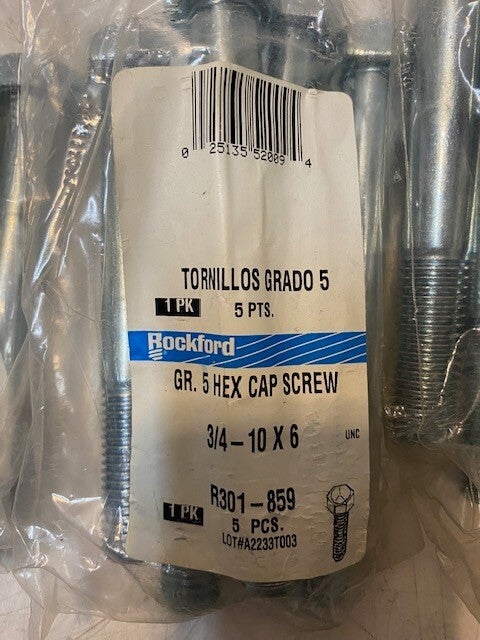 0 25135 52009 4
TORNILLOS GRADO 5
1 PK 5 PTS.
Rockford
GR. 5 HEX CAP SCREW
3/4-10 X 6 UNC
R301-859
1 PK 5 PCS.
LOT#A2233T003